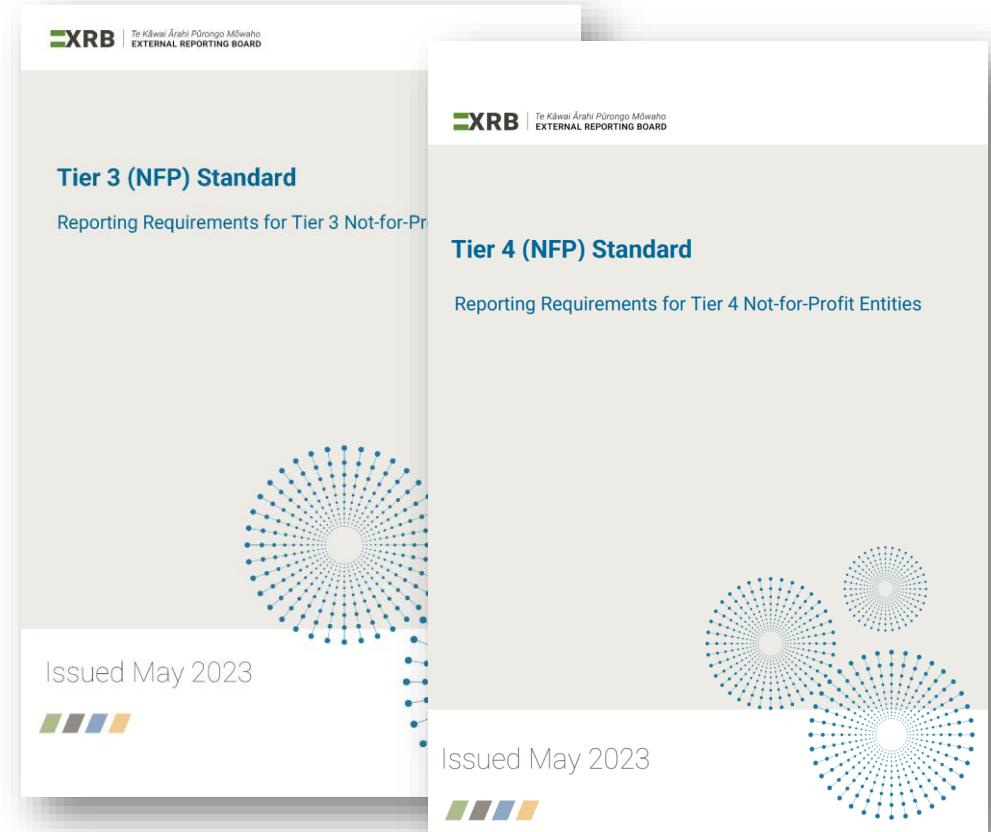 XRB
Te Kāwai Ārahi Pūrongo Mōwaho
EXTERNAL REPORTING BOARD
Tier 3 (NFP) Standard
Reporting Requirements for Tier 3 Not-for-Pr
Issued May 2023
XRB
Te Kāwai Ārahi Pūrongo Mōwaho
EXTERNAL REPORTING BOARD
Tier 4 (NFP) Standard
Reporting Requirements for Tier 4 Not-for-Profit Entities
Issued May 2023